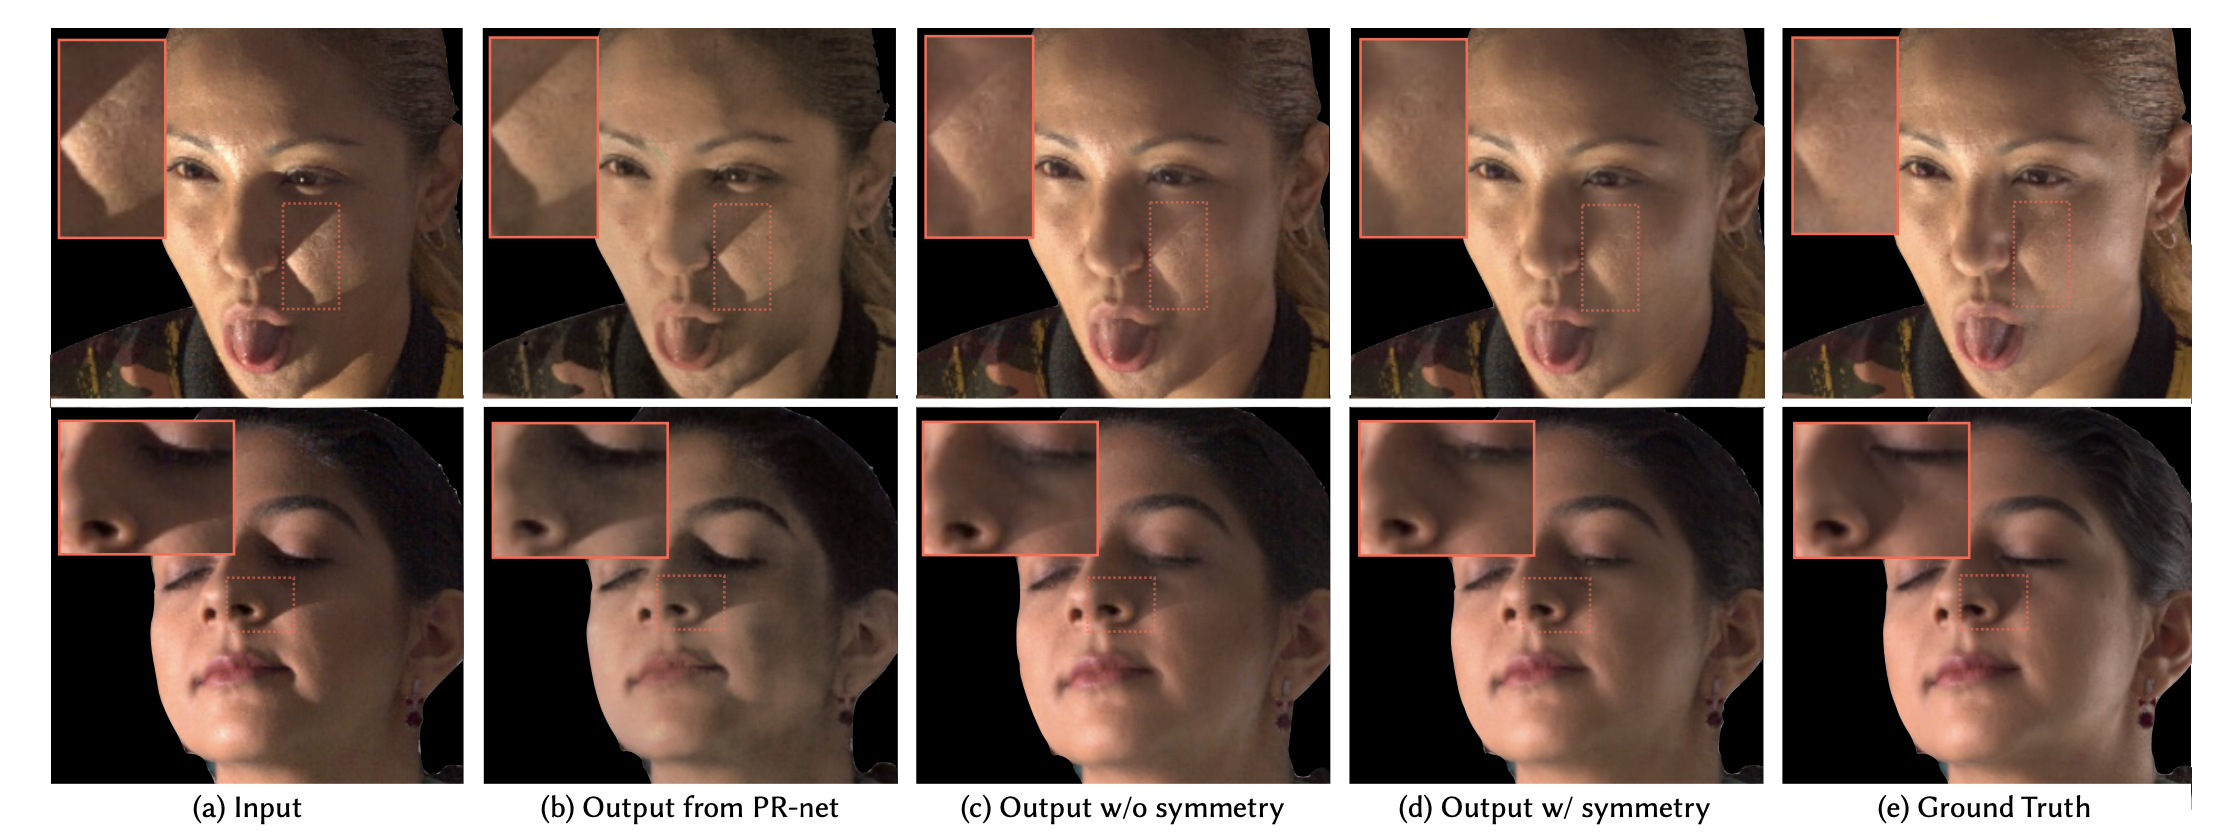 (a) Input
(b) Output from PR-net
(c) Output w/o symmetry
(d) Output w/ symmetry
(e) Ground Truth